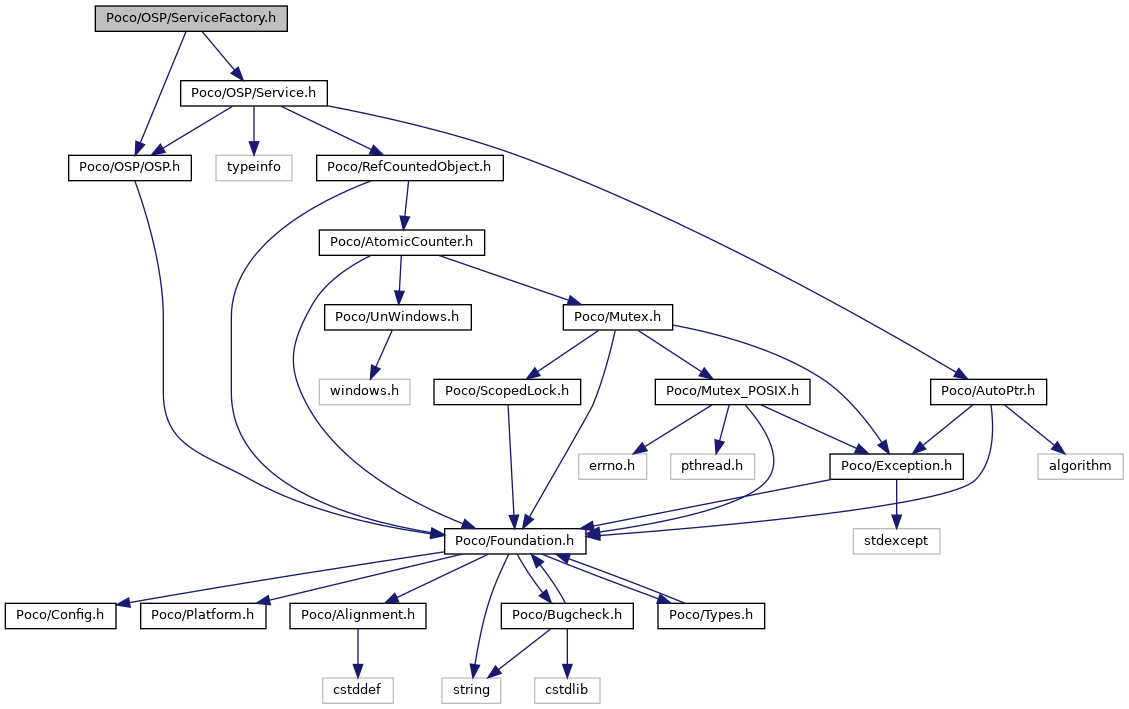 Poco/OSP/ServiceFactory.h
Poco/OSP/Service.h
Poco/OSP/OSP.h
typeinfo
Poco/RefCountedObject.h
Poco/AtomicCounter.h
Poco/UnWindows.h
Poco/Mutex.h
windows.h
Poco/ScopedLock.h
Poco/Mutex_POSIX.h
Poco/AutoPtr.h
errno.h
pthread.h
Poco/Exception.h
algorithm
Poco/Foundation.h
stdexcept
Poco/Config.h
Poco/Platform.h
Poco/Alignment.h
Poco/Bugcheck.h
Poco/Types.h
cstddef
string
cstdlib